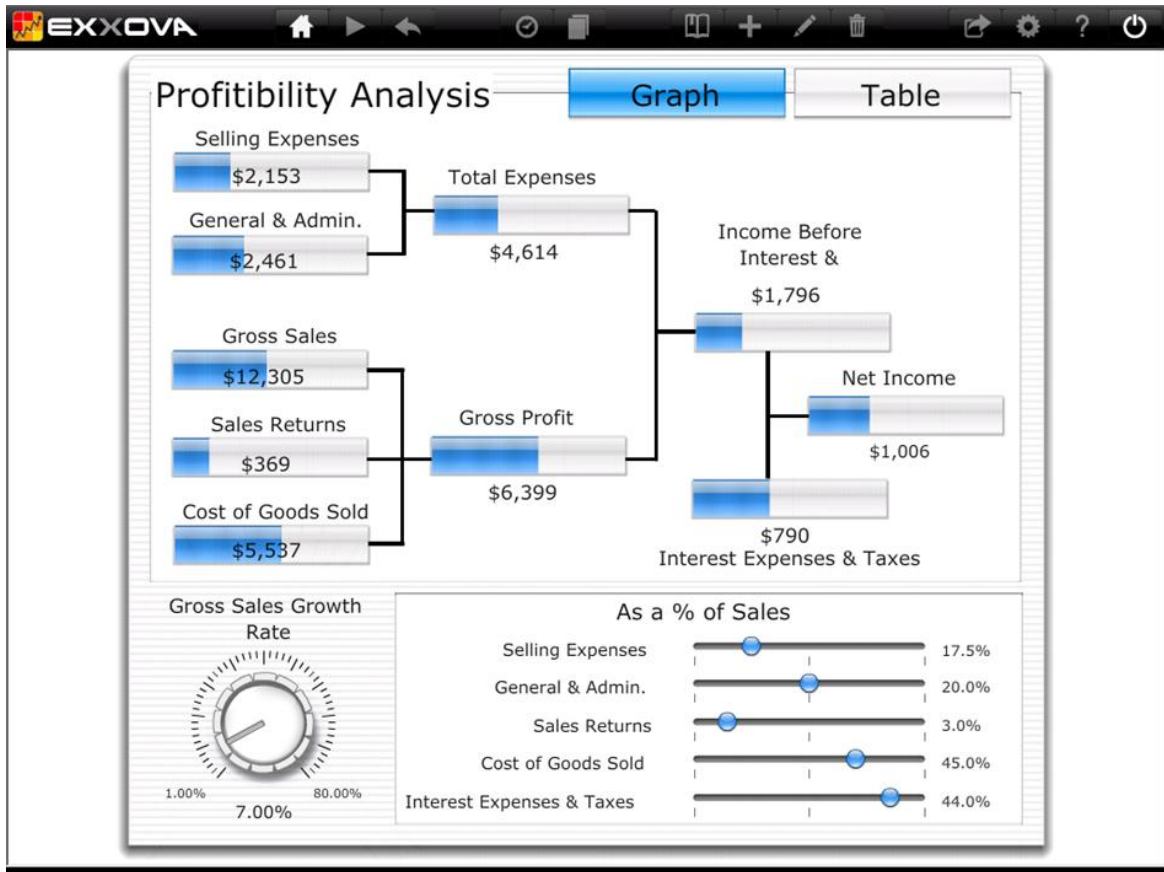 EXXOVA
Profitibility Analysis
Graph
Table
Selling Expenses
$2,153
General & Admin.
$2,461
Total Expenses
$4,614
Income Before
Interest &
$1,796
Gross Sales
$12,305
Sales Returns
$369
Cost of Goods Sold
$5,537
Gross Profit
$6,399
Net Income
$1,006
$790
Interest Expenses & Taxes
Gross Sales Growth
Rate
1.00%
80.00%
7.00%
As a % of Sales
Selling Expenses 17.5%
General & Admin. 20.0%
Sales Returns 3.0%
Cost of Goods Sold 45.0%
Interest Expenses & Taxes 44.0%